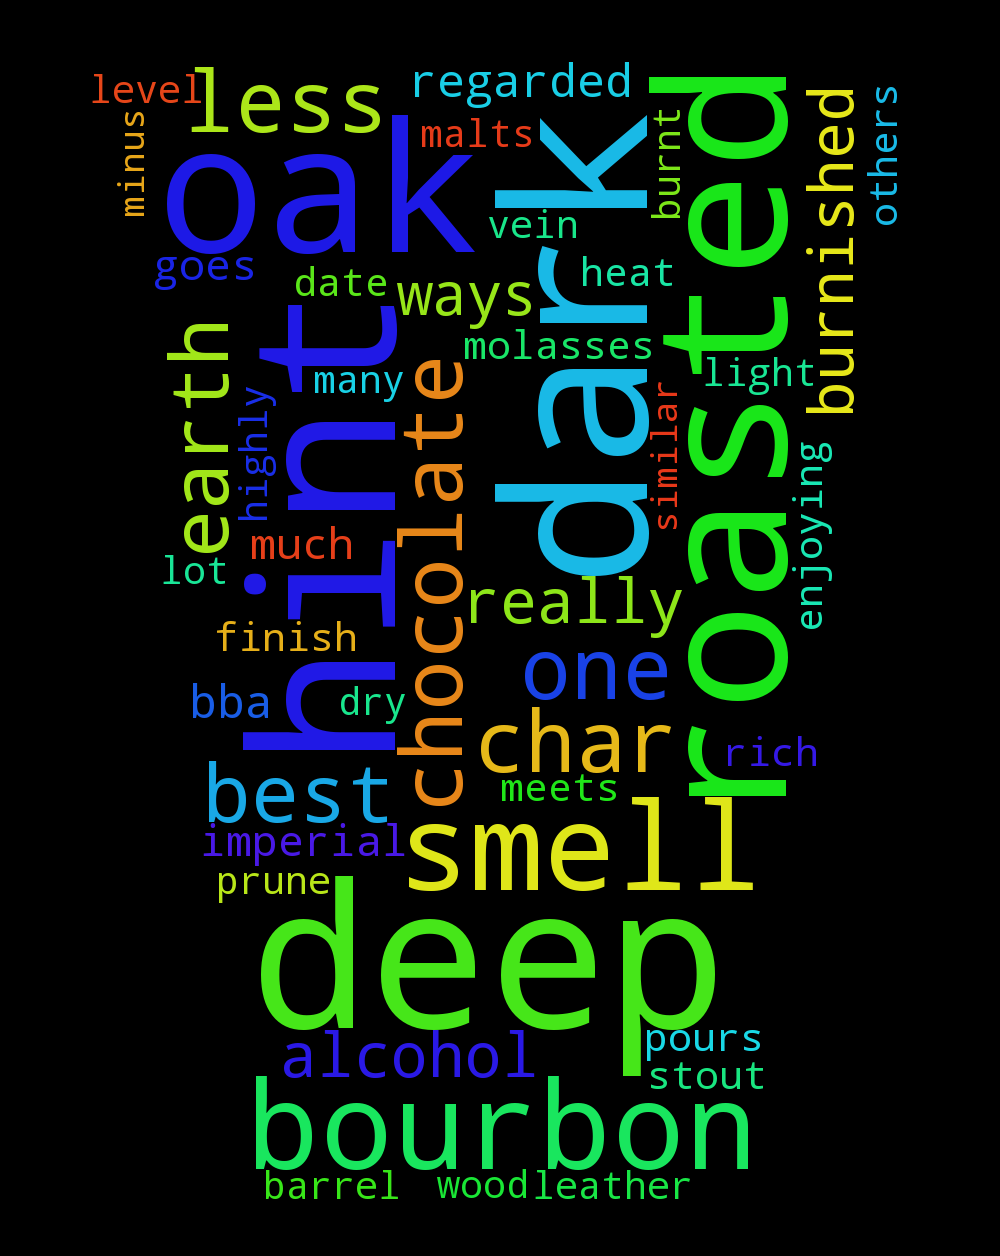 level
less
regarded
roasted
minus
oak
malts
dark
burnt
burnished
others
vein
goes
date
ways
heat
hint
earth
many
molasses
light
highly
chocolate
similar
enjoying
much
lot
really
finish
one
bba
dry
char
rich
best
meets
imperial
smell
prune
deep
alcohol
pours
stout
bourbon
barrel
wood
leather